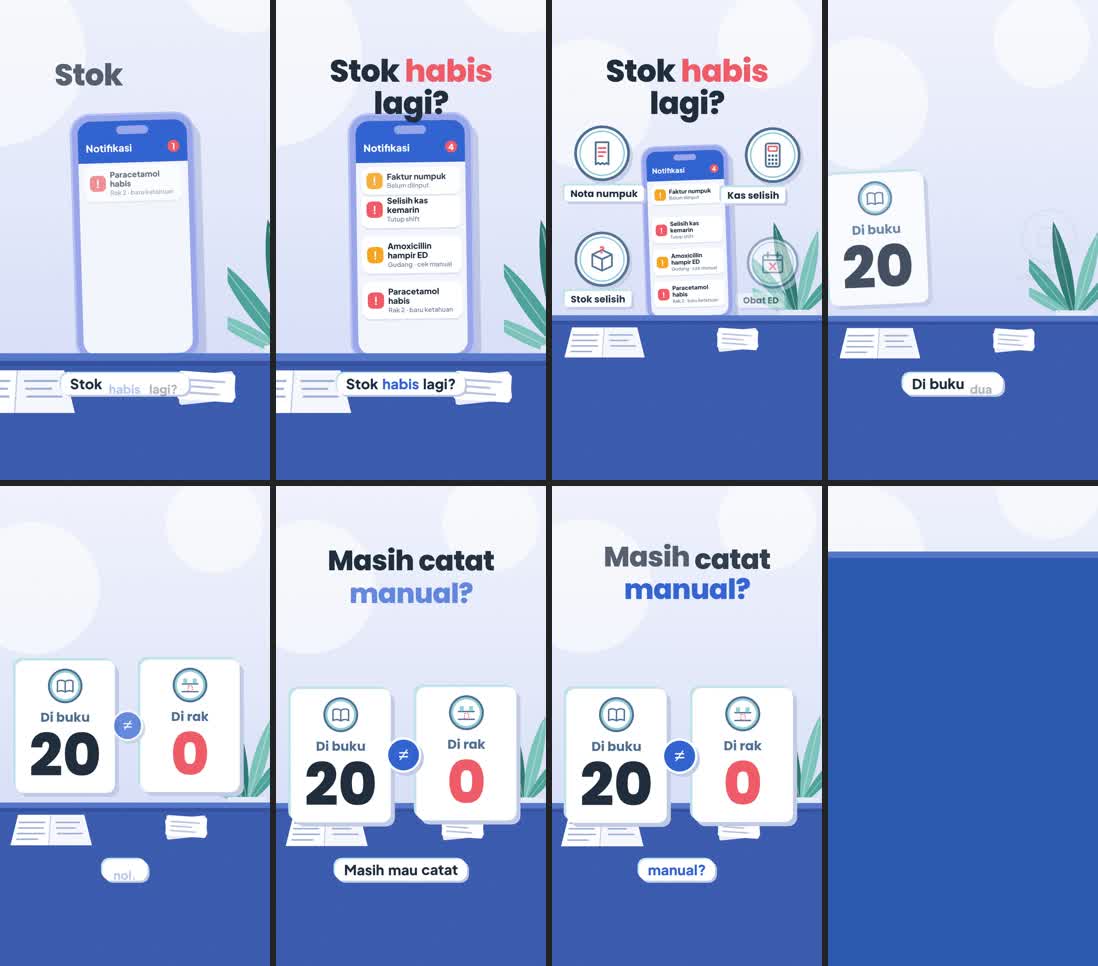 Stok
Notifikasi
1
Paracetamol
habis
Rak 2 · baru ketahuan
Stok habis lagi?
Stok habis
lagi?
Notifikasi
4
Faktur numpuk
Belum diinput
Selisih kas
kemarin
Tutup shift
Amoxicillin
hampir ED
Gudang · cek manual
Paracetamol
habis
Rak 2 · baru ketahuan
Stok habis lagi?
Stok habis
lagi?
Nota numpuk
Kas selisih
Stok selisih
Obat ED
Notifikasi
4
Faktur numpuk
Belum diinput
Selisih kas
kemarin
Tutup shift
Amoxicillin
hampir ED
Gudang · cek manual
Paracetamol
habis
Rak 2 · baru ketahuan
Di buku
20
Di buku dua
Di buku
20
≠
Di rak
0
nol.
Masih catat
manual?
Di buku
20
≠
Di rak
0
Masih mau catat
Masih catat
manual?
Di buku
20
≠
Di rak
0
manual?